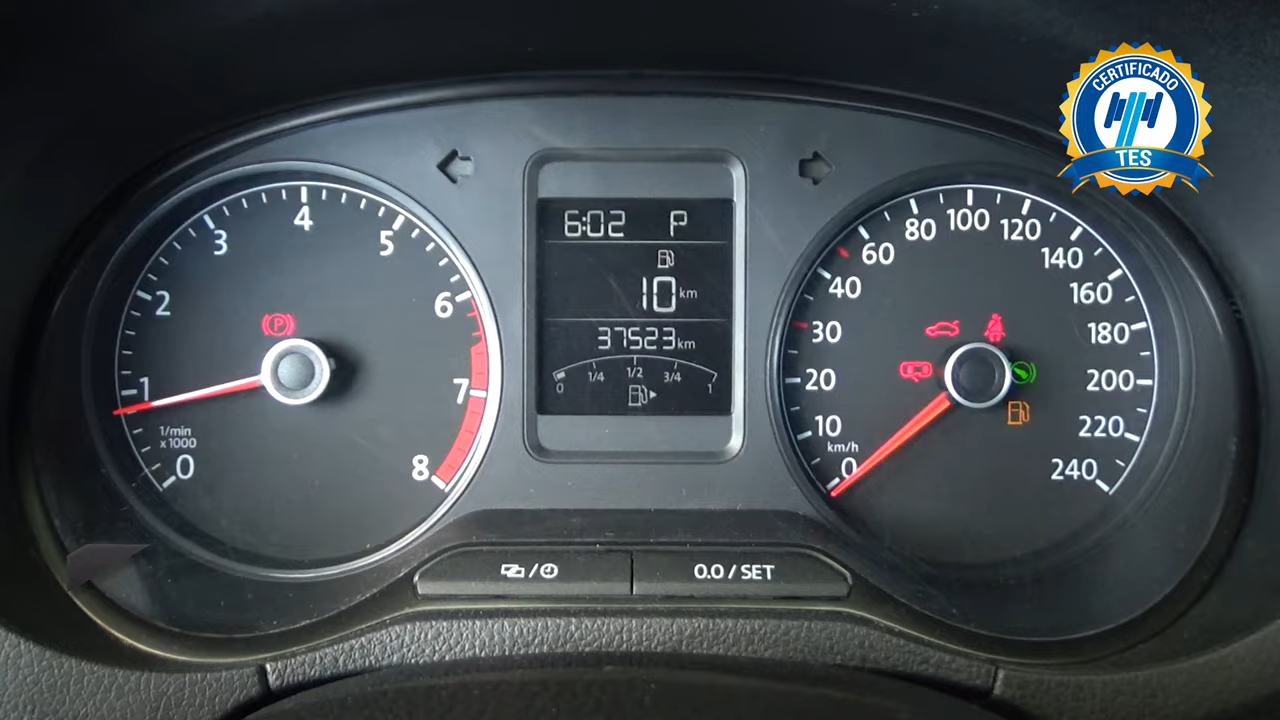 CERTIFICADO
TES
6:02 P
10 km
37523 km
0 1/4 1/2 3/4 1
0 1 2 3 4 5 6 7 8
1/min
x1000
(P)
0 10 20 30 40 60 80 100 120 140 160 180 200 220 240
km/h
/
0.0 / SET